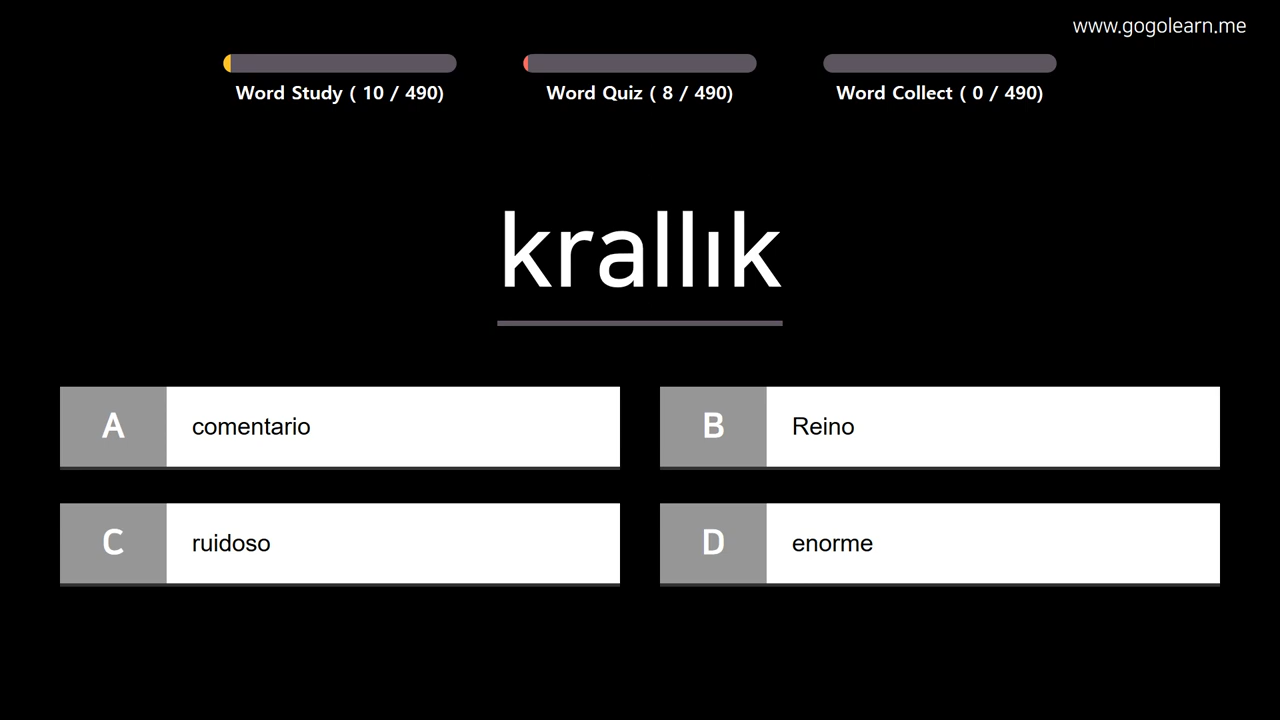 www.gogolearn.me
Word Study ( 10 / 490)
Word Quiz ( 8 / 490)
Word Collect ( 0 / 490)
krallık
A comentario
B Reino
C ruidoso
D enorme